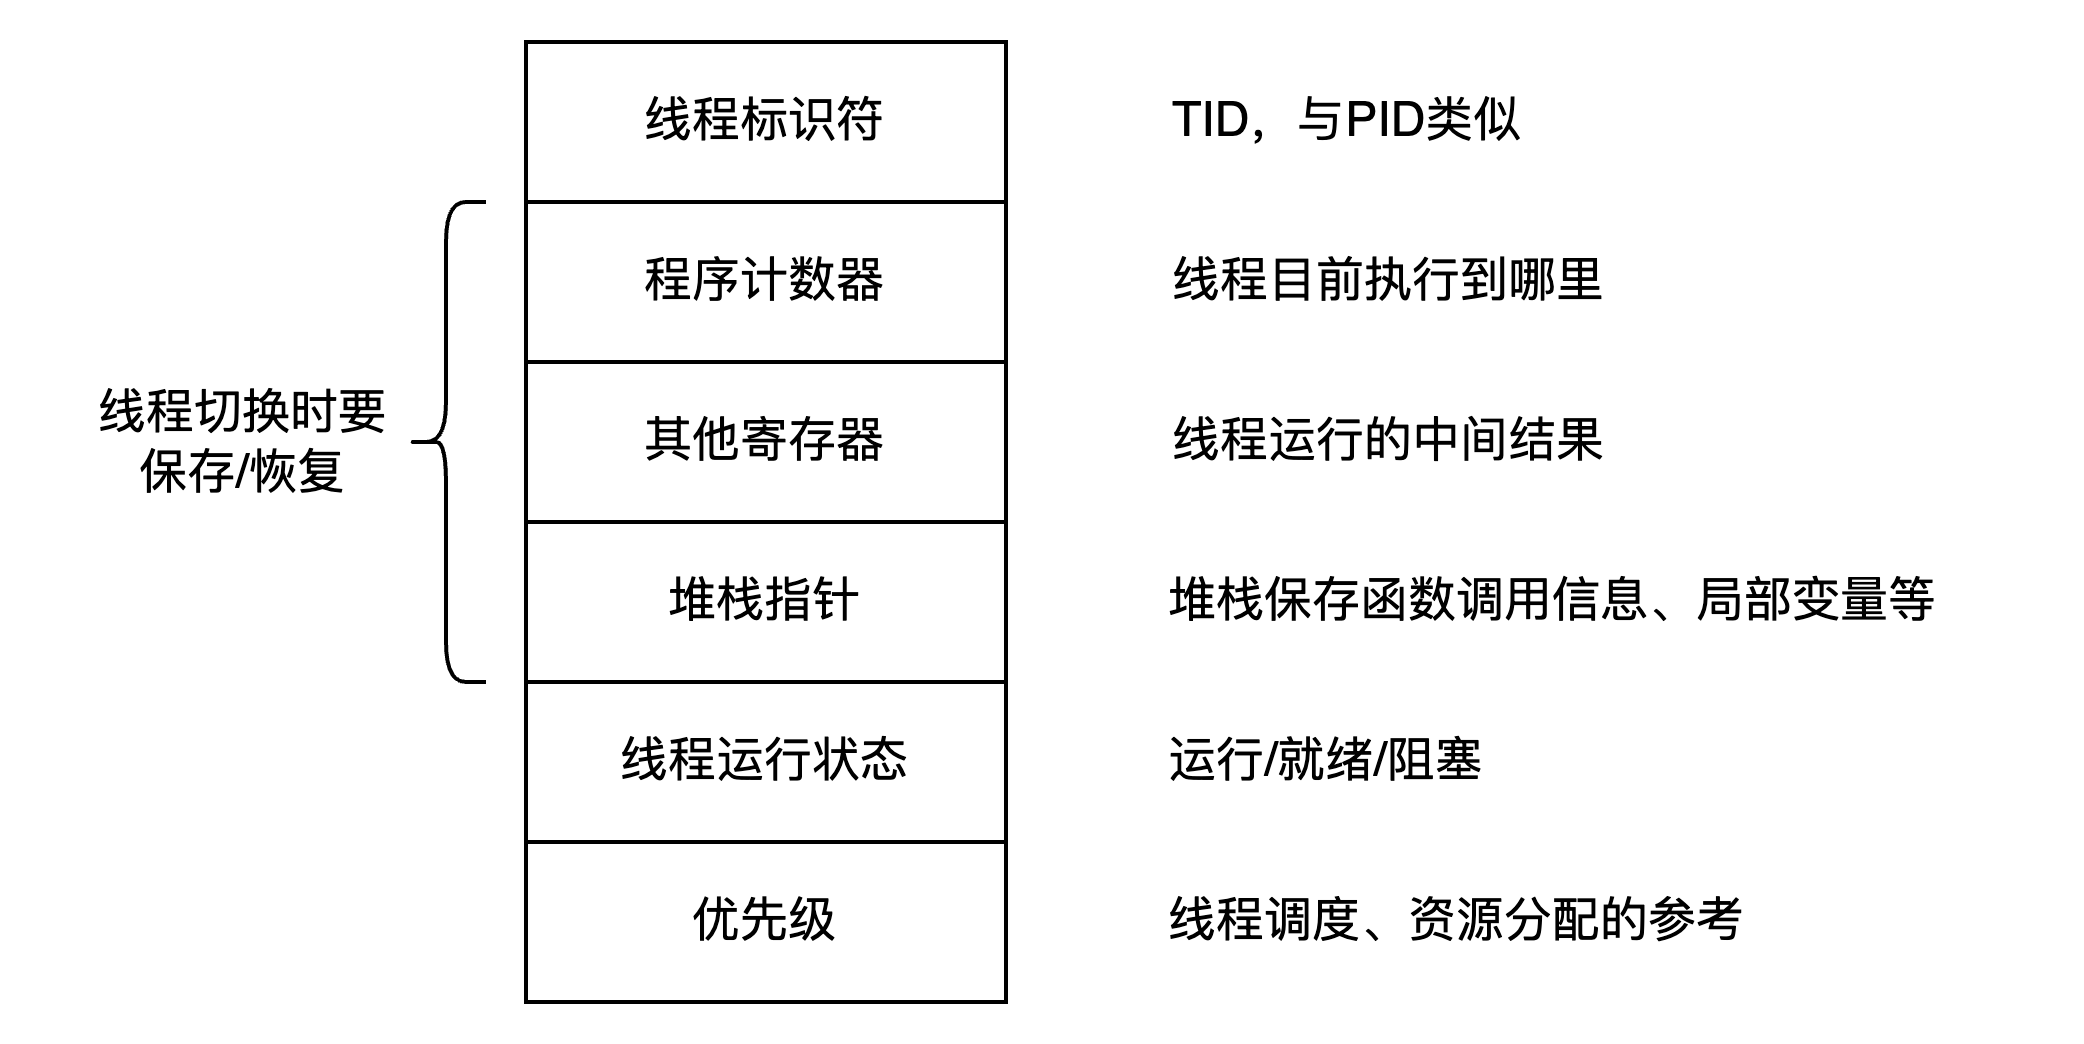 线程标识符
TID，与PID类似
程序计数器
线程目前执行到哪里
线程切换时要
保存/恢复
其他寄存器
线程运行的中间结果
堆栈指针
堆栈保存函数调用信息、局部变量等
线程运行状态
运行/就绪/阻塞
优先级
线程调度、资源分配的参考